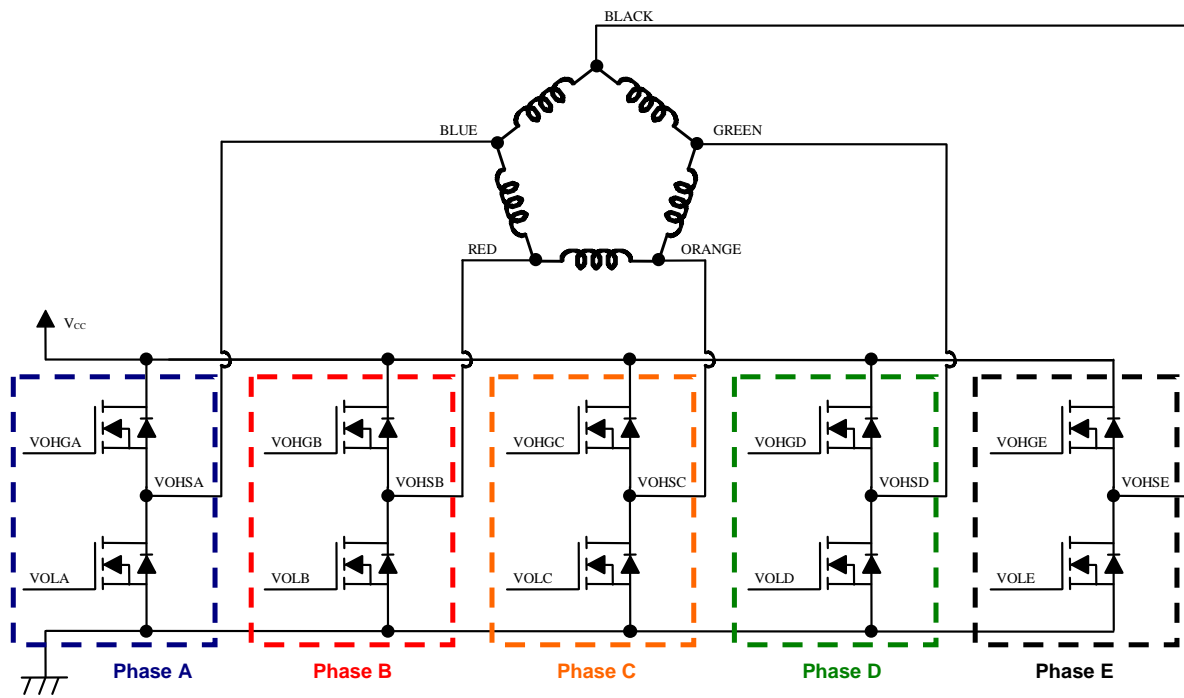 BLACK
BLUE
GREEN
RED
ORANGE
VCC
VOHGA
VOHGB
VOHGC
VOHGD
VOHGE
VOHSA
VOHSB
VOHSC
VOHSD
VOHSE
VOLA
VOLB
VOLC
VOLD
VOLE
Phase A
Phase B
Phase C
Phase D
Phase E